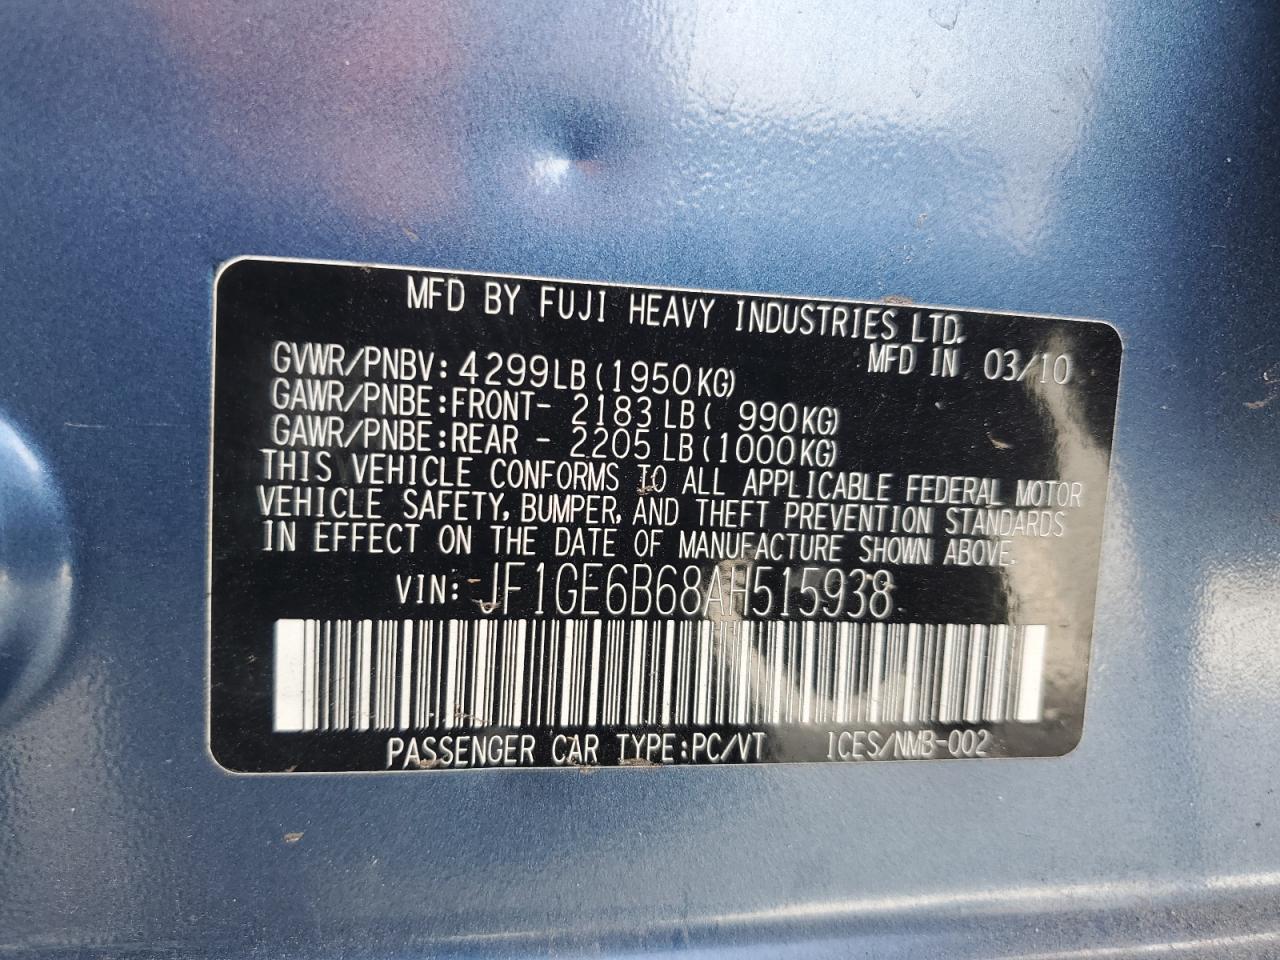 MFD BY FUJI HEAVY INDUSTRIES LTD.
MFD IN 03/10
GVWR/PNBV: 4299LB(1950KG)
GAWR/PNBE:FRONT- 2183LB( 990KG)
GAWR/PNBE:REAR - 2205LB(1000KG)
THIS VEHICLE CONFORMS TO ALL APPLICABLE FEDERAL MOTOR
VEHICLE SAFETY, BUMPER, AND THEFT PREVENTION STANDARDS
IN EFFECT ON THE DATE OF MANUFACTURE SHOWN ABOVE.
VIN: JF1GE6B68AH515938
PASSENGER CAR TYPE:PC/VT ICES/NMB-002